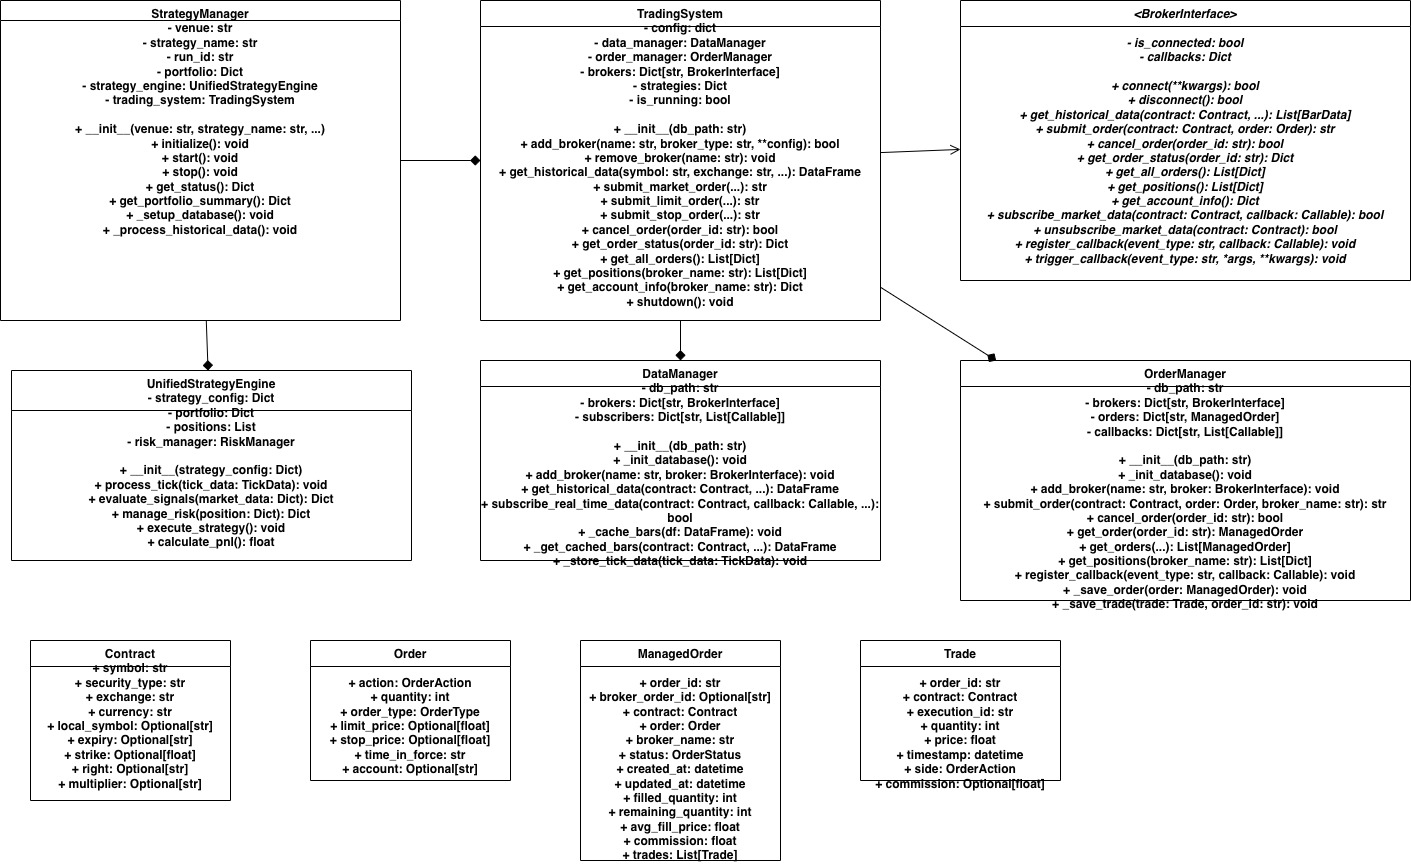 StrategyManager
- venue: str
- strategy_name: str
- run_id: str
- portfolio: Dict
- strategy_engine: UnifiedStrategyEngine
- trading_system: TradingSystem
+ __init__(venue: str, strategy_name: str, ...)
+ initialize(): void
+ start(): void
+ stop(): void
+ get_status(): Dict
+ get_portfolio_summary(): Dict
+ _setup_database(): void
+ _process_historical_data(): void
TradingSystem
- config: dict
- data_manager: DataManager
- order_manager: OrderManager
- brokers: Dict[str, BrokerInterface]
- strategies: Dict
- is_running: bool
+ __init__(db_path: str)
+ add_broker(name: str, broker_type: str, **config): bool
+ remove_broker(name: str): void
+ get_historical_data(symbol: str, exchange: str, ...): DataFrame
+ submit_market_order(...): str
+ submit_limit_order(...): str
+ submit_stop_order(...): str
+ cancel_order(order_id: str): bool
+ get_order_status(order_id: str): Dict
+ get_all_orders(): List[Dict]
+ get_positions(broker_name: str): List[Dict]
+ get_account_info(broker_name: str): Dict
+ shutdown(): void
<BrokerInterface>
- is_connected: bool
- callbacks: Dict
+ connect(**kwargs): bool
+ disconnect(): bool
+ get_historical_data(contract: Contract, ...): List[BarData]
+ submit_order(contract: Contract, order: Order): str
+ cancel_order(order_id: str): bool
+ get_order_status(order_id: str): Dict
+ get_all_orders(): List[Dict]
+ get_positions(): List[Dict]
+ get_account_info(): Dict
+ subscribe_market_data(contract: Contract, callback: Callable): bool
+ unsubscribe_market_data(contract: Contract): bool
+ register_callback(event_type: str, callback: Callable): void
+ trigger_callback(event_type: str, *args, **kwargs): void
UnifiedStrategyEngine
- strategy_config: Dict
- portfolio: Dict
- positions: List
- risk_manager: RiskManager
+ __init__(strategy_config: Dict)
+ process_tick(tick_data: TickData): void
+ evaluate_signals(market_data: Dict): Dict
+ manage_risk(position: Dict): Dict
+ execute_strategy(): void
+ calculate_pnl(): float
DataManager
- db_path: str
- brokers: Dict[str, BrokerInterface]
- subscribers: Dict[str, List[Callable]]
+ __init__(db_path: str)
+ _init_database(): void
+ add_broker(name: str, broker: BrokerInterface): void
+ get_historical_data(contract: Contract, ...): DataFrame
+ subscribe_real_time_data(contract: Contract, callback: Callable, ...):
bool
+ _cache_bars(df: DataFrame): void
+ _get_cached_bars(contract: Contract, ...): DataFrame
+ _store_tick_data(tick_data: TickData): void
OrderManager
- db_path: str
- brokers: Dict[str, BrokerInterface]
- orders: Dict[str, ManagedOrder]
- callbacks: Dict[str, List[Callable]]
+ __init__(db_path: str)
+ _init_database(): void
+ add_broker(name: str, broker: BrokerInterface): void
+ submit_order(contract: Contract, order: Order, broker_name: str): str
+ cancel_order(order_id: str): bool
+ get_order(order_id: str): ManagedOrder
+ get_orders(...): List[ManagedOrder]
+ get_positions(broker_name: str): List[Dict]
+ register_callback(event_type: str, callback: Callable): void
+ _save_order(order: ManagedOrder): void
+ _save_trade(trade: Trade, order_id: str): void
Contract
+ symbol: str
+ security_type: str
+ exchange: str
+ currency: str
+ local_symbol: Optional[str]
+ expiry: Optional[str]
+ strike: Optional[float]
+ right: Optional[str]
+ multiplier: Optional[str]
Order
+ action: OrderAction
+ quantity: int
+ order_type: OrderType
+ limit_price: Optional[float]
+ stop_price: Optional[float]
+ time_in_force: str
+ account: Optional[str]
ManagedOrder
+ order_id: str
+ broker_order_id: Optional[str]
+ contract: Contract
+ order: Order
+ broker_name: str
+ status: OrderStatus
+ created_at: datetime
+ updated_at: datetime
+ filled_quantity: int
+ remaining_quantity: int
+ avg_fill_price: float
+ commission: float
+ trades: List[Trade]
Trade
+ order_id: str
+ contract: Contract
+ execution_id: str
+ quantity: int
+ price: float
+ timestamp: datetime
+ side: OrderAction
+ commission: Optional[float]